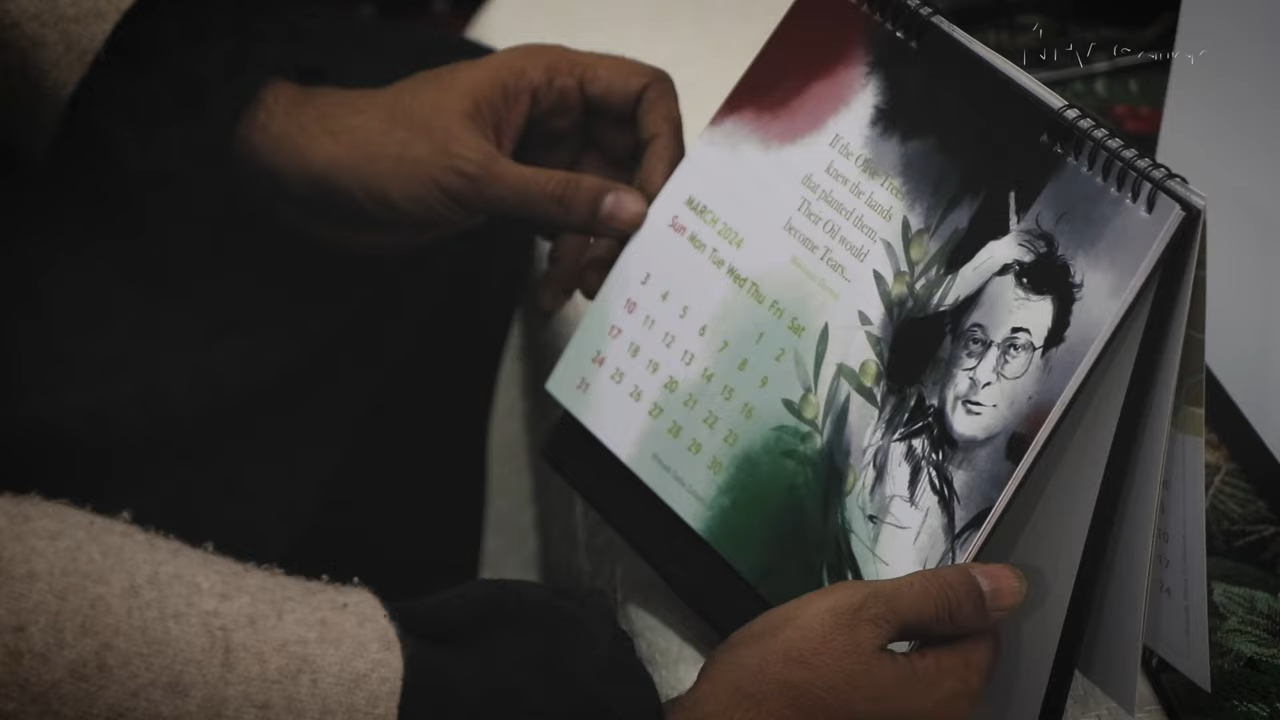 If the Olive Trees
knew the hands
that planted them,
Their Oil would
become Tears...
MARCH 2024
Sun Mon Tue Wed Thu Fri Sat
1 2
3 4 5 6 7 8 9
10 11 12 13 14 15 16
17 18 19 20 21 22 23
24 25 26 27 28 29 30
31